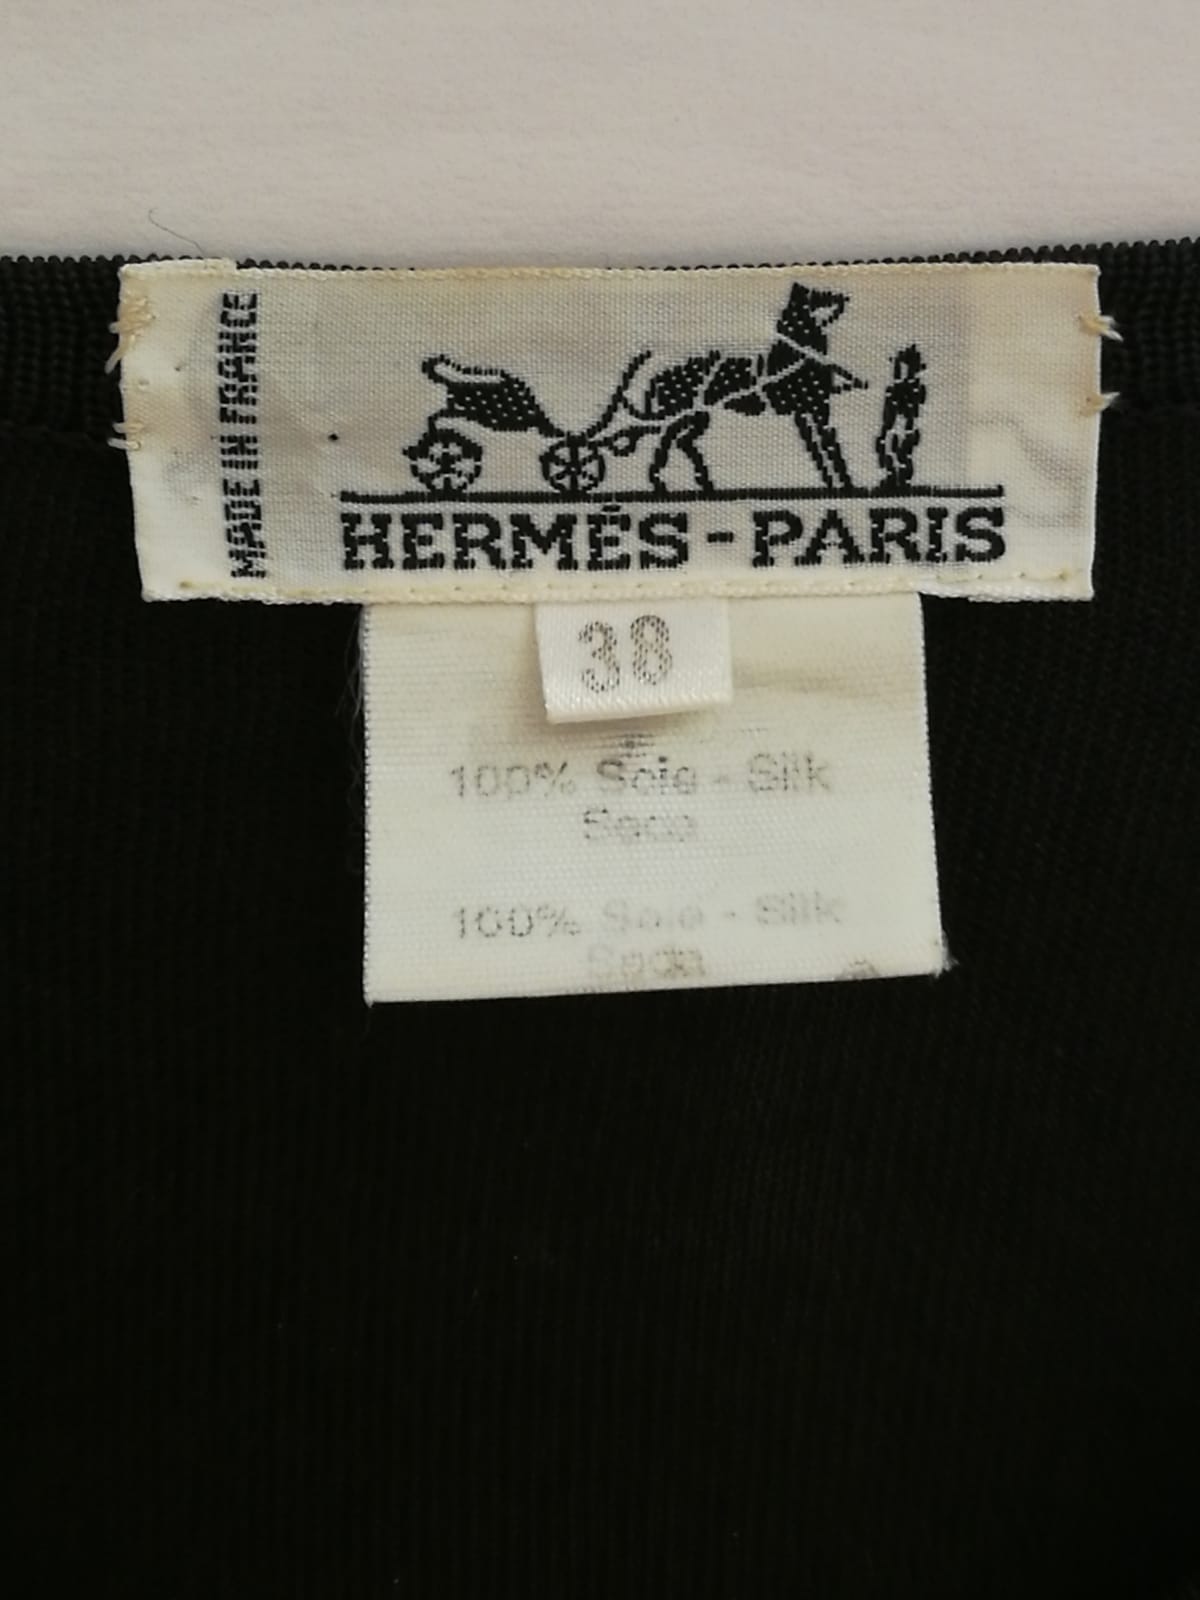 MADE IN FRANCE
HERMÈS-PARIS
38
100% Soie - Silk
Seda
100% Soie - Silk
Seda